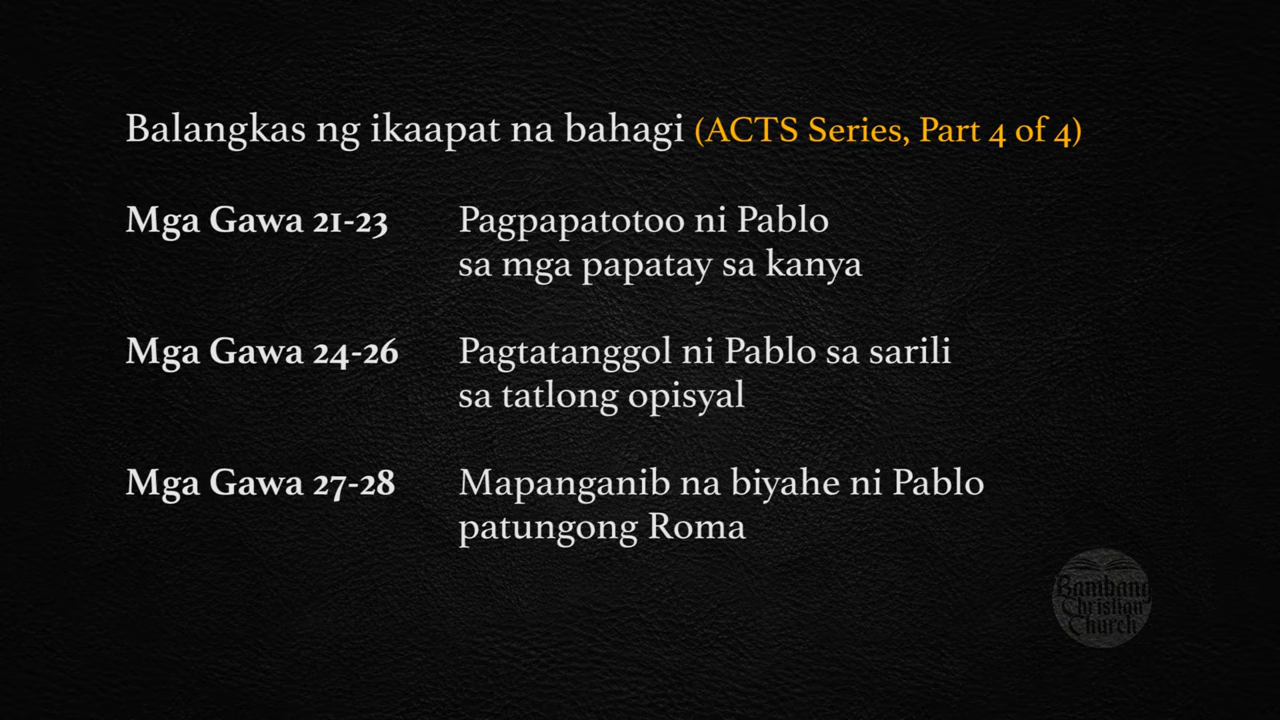 Balangkas ng ikaapat na bahagi (ACTS Series, Part 4 of 4)
Mga Gawa 21-23 Pagpapatotoo ni Pablo
sa mga papatay sa kanya
Mga Gawa 24-26 Pagtatanggol ni Pablo sa sarili
sa tatlong opisyal
Mga Gawa 27-28 Mapanganib na biyahe ni Pablo
patungong Roma
Bambang
Christian
Church